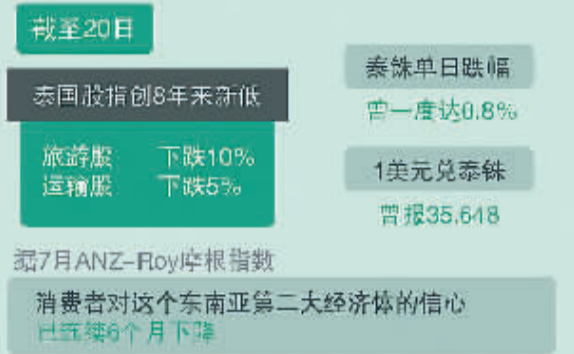 截至20日
泰国股指创8年来新低
旅游股 下跌10%
运输股 下跌5%
泰铢单日跌幅
曾一度达0.8%
1美元兑泰铢
曾报35.648
据7月ANZ-Roy摩根指数
消费者对这个东南亚第二大经济体的信心
已连续6个月下降